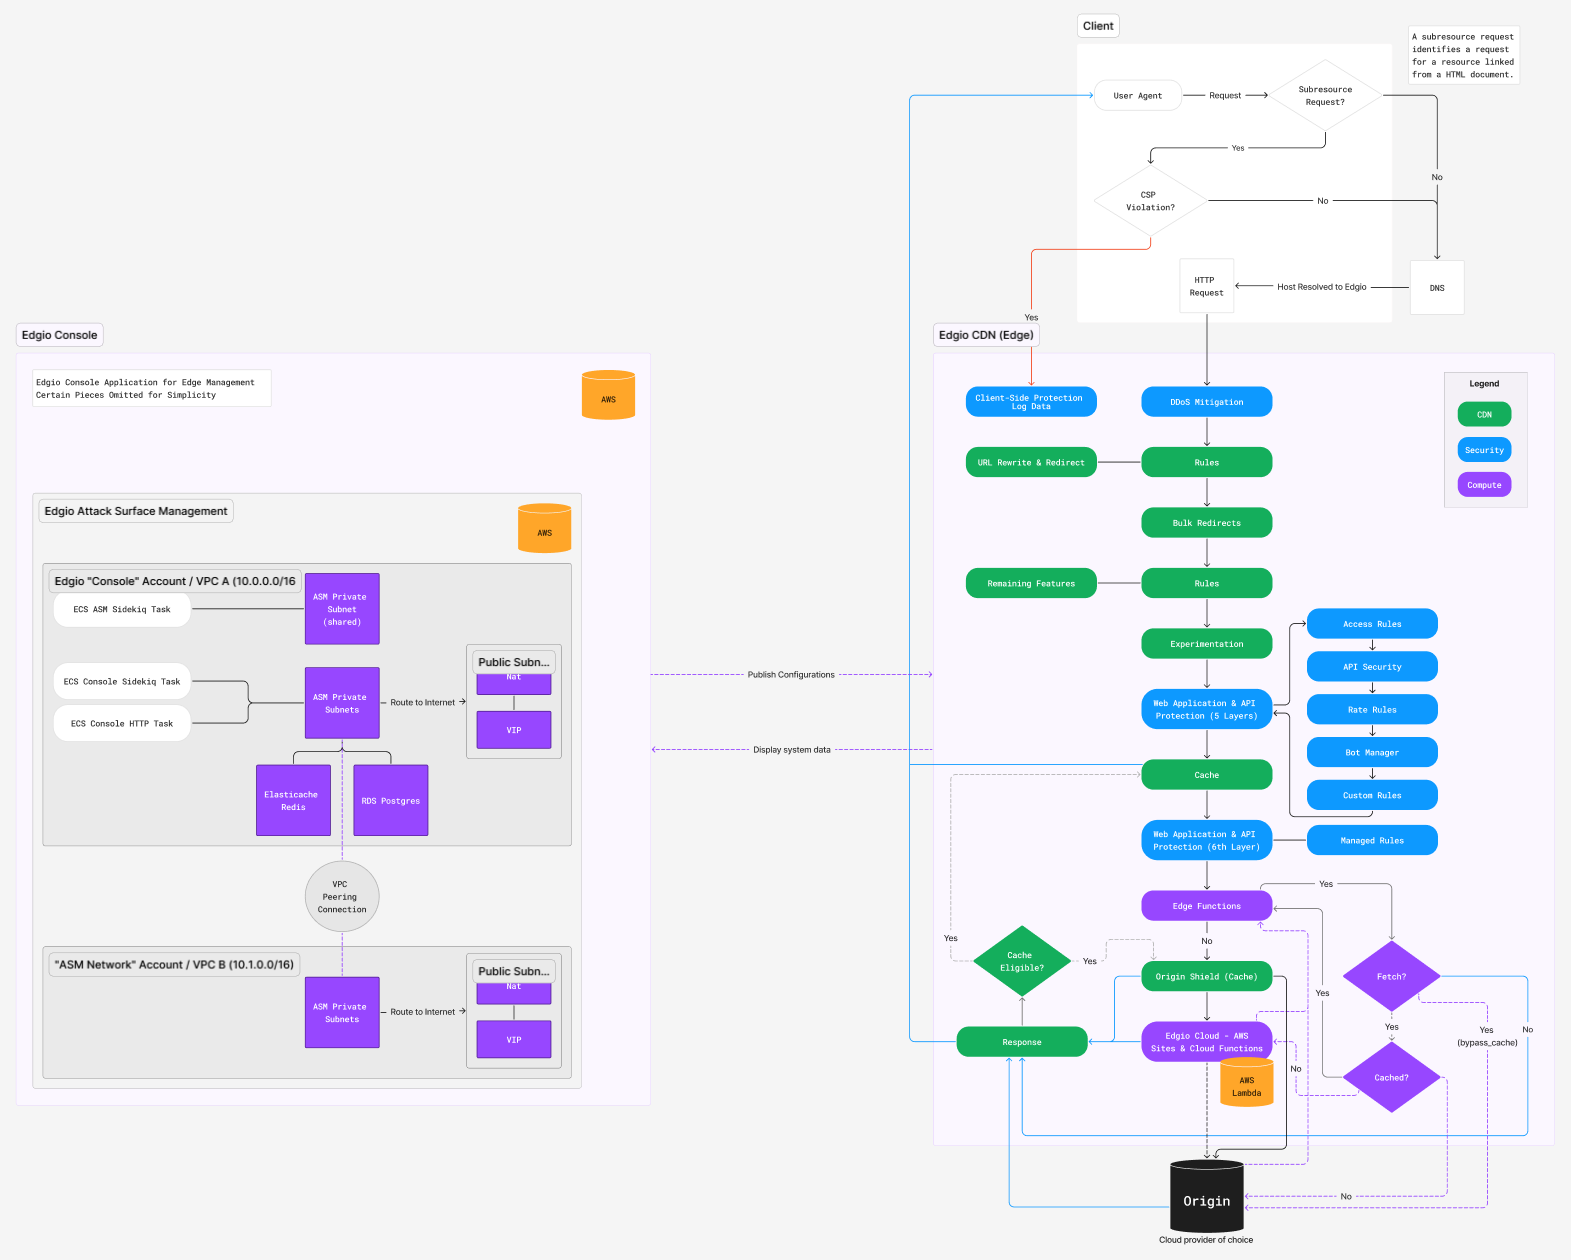 Client
A subresource request
identifies a request
for a resource linked
from a HTML document.
User Agent
Request
Subresource
Request?
Yes
No
CSP
Violation?
No
HTTP
Request
Host Resolved to Edgio
DNS
Yes
Edgio Console
Edgio Console Application for Edge Management
Certain Pieces Omitted for Simplicity
AWS
Edgio Attack Surface Management
AWS
Edgio "Console" Account / VPC A (10.0.0.0/16
ECS ASM Sidekiq Task
ASM Private
Subnet
(shared)
ECS Console Sidekiq Task
ECS Console HTTP Task
ASM Private
Subnets
Route to Internet
Public Subn...
Nat
VIP
Elasticache
Redis
RDS Postgres
VPC
Peering
Connection
"ASM Network" Account / VPC B (10.1.0.0/16)
ASM Private
Subnets
Route to Internet
Public Subn...
Nat
VIP
Publish Configurations
Display system data
Edgio CDN (Edge)
Legend
CDN
Security
Compute
Client-Side Protection
Log Data
DDoS Mitigation
URL Rewrite & Redirect
Rules
Bulk Redirects
Remaining Features
Rules
Experimentation
Access Rules
API Security
Rate Rules
Bot Manager
Custom Rules
Web Application & API
Protection (5 Layers)
Cache
Web Application & API
Protection (6th Layer)
Managed Rules
Edge Functions
Yes
No
Yes
Cache
Eligible?
Yes
Origin Shield (Cache)
Fetch?
Yes
Yes
Yes
(bypass_cache)
No
Response
Edgio Cloud - AWS
Sites & Cloud Functions
AWS
Lambda
No
Cached?
No
Origin
Cloud provider of choice